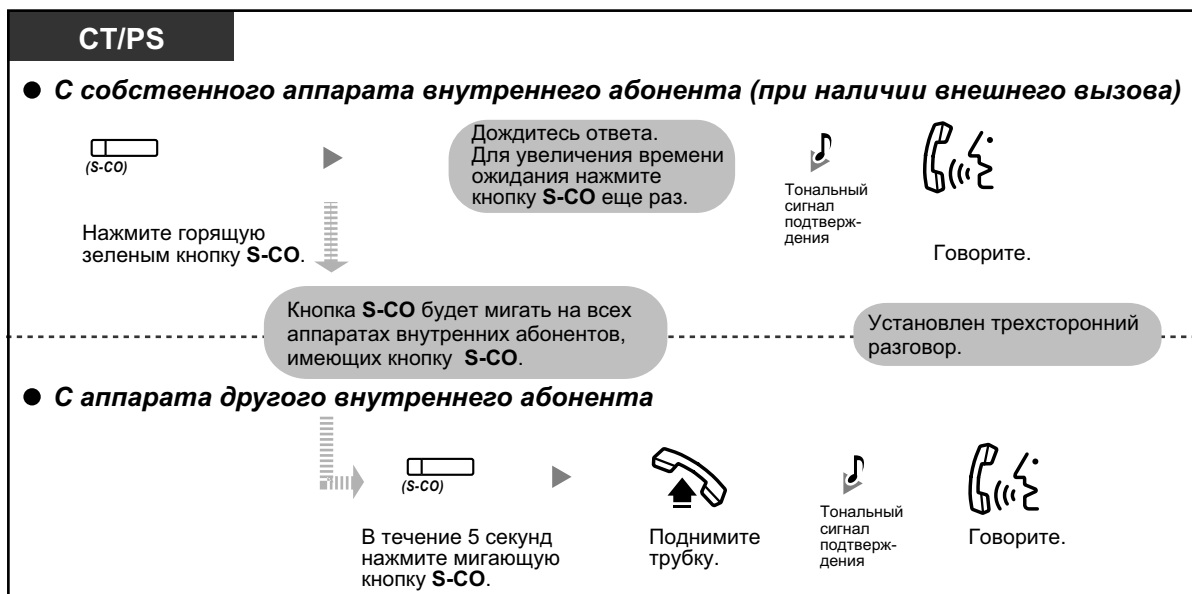 CT/PS
● С собственного аппарата внутреннего абонента (при наличии внешнего вызова)
(S-CO)
Нажмите горящую
зеленым кнопку S-CO.
Дождитесь ответа.
Для увеличения времени
ожидания нажмите
кнопку S-CO еще раз.
Тональный
сигнал
подтверж-
дения
Говорите.
Кнопка S-CO будет мигать на всех
аппаратах внутренних абонентов,
имеющих кнопку S-CO.
Установлен трехсторонний
разговор.
● С аппарата другого внутреннего абонента
(S-CO)
В течение 5 секунд
нажмите мигающую
кнопку S-CO.
Поднимите
трубку.
Тональный
сигнал
подтверж-
дения
Говорите.